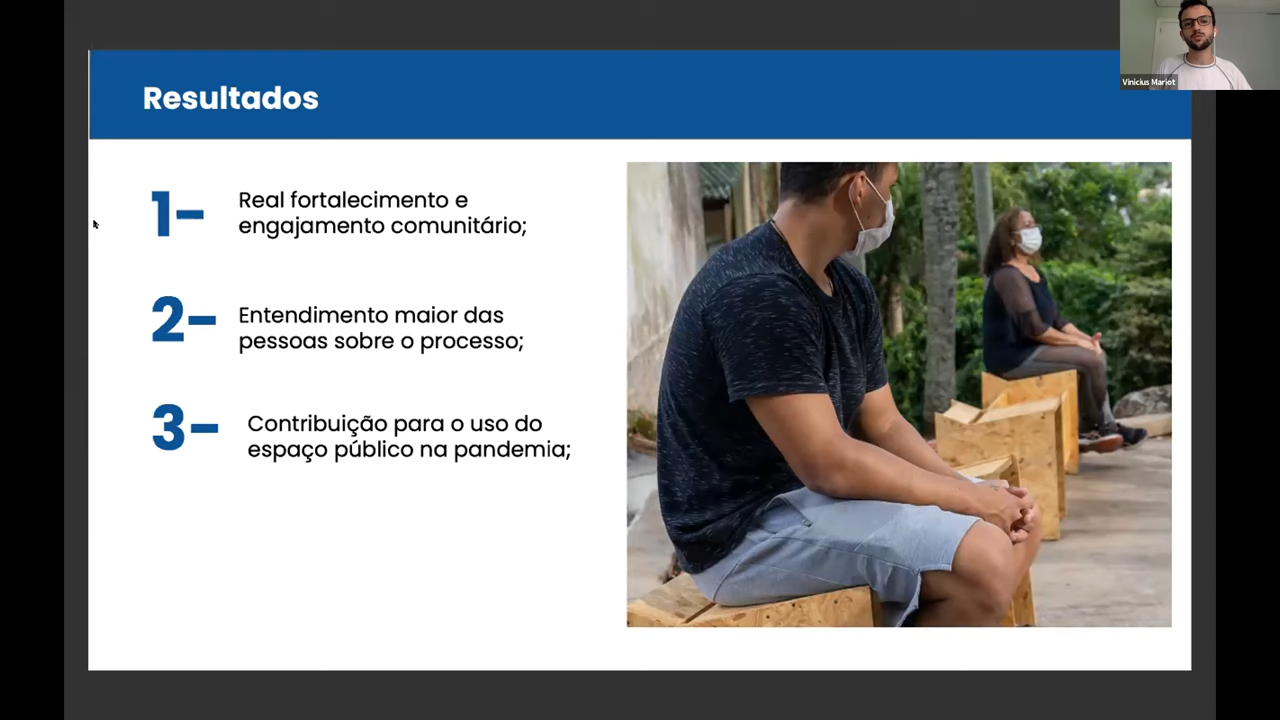 Vinicius Mariot
Resultados
1-
Real fortalecimento e
engajamento comunitário;
2-
Entendimento maior das
pessoas sobre o processo;
3-
Contribuição para o uso do
espaço público na pandemia;